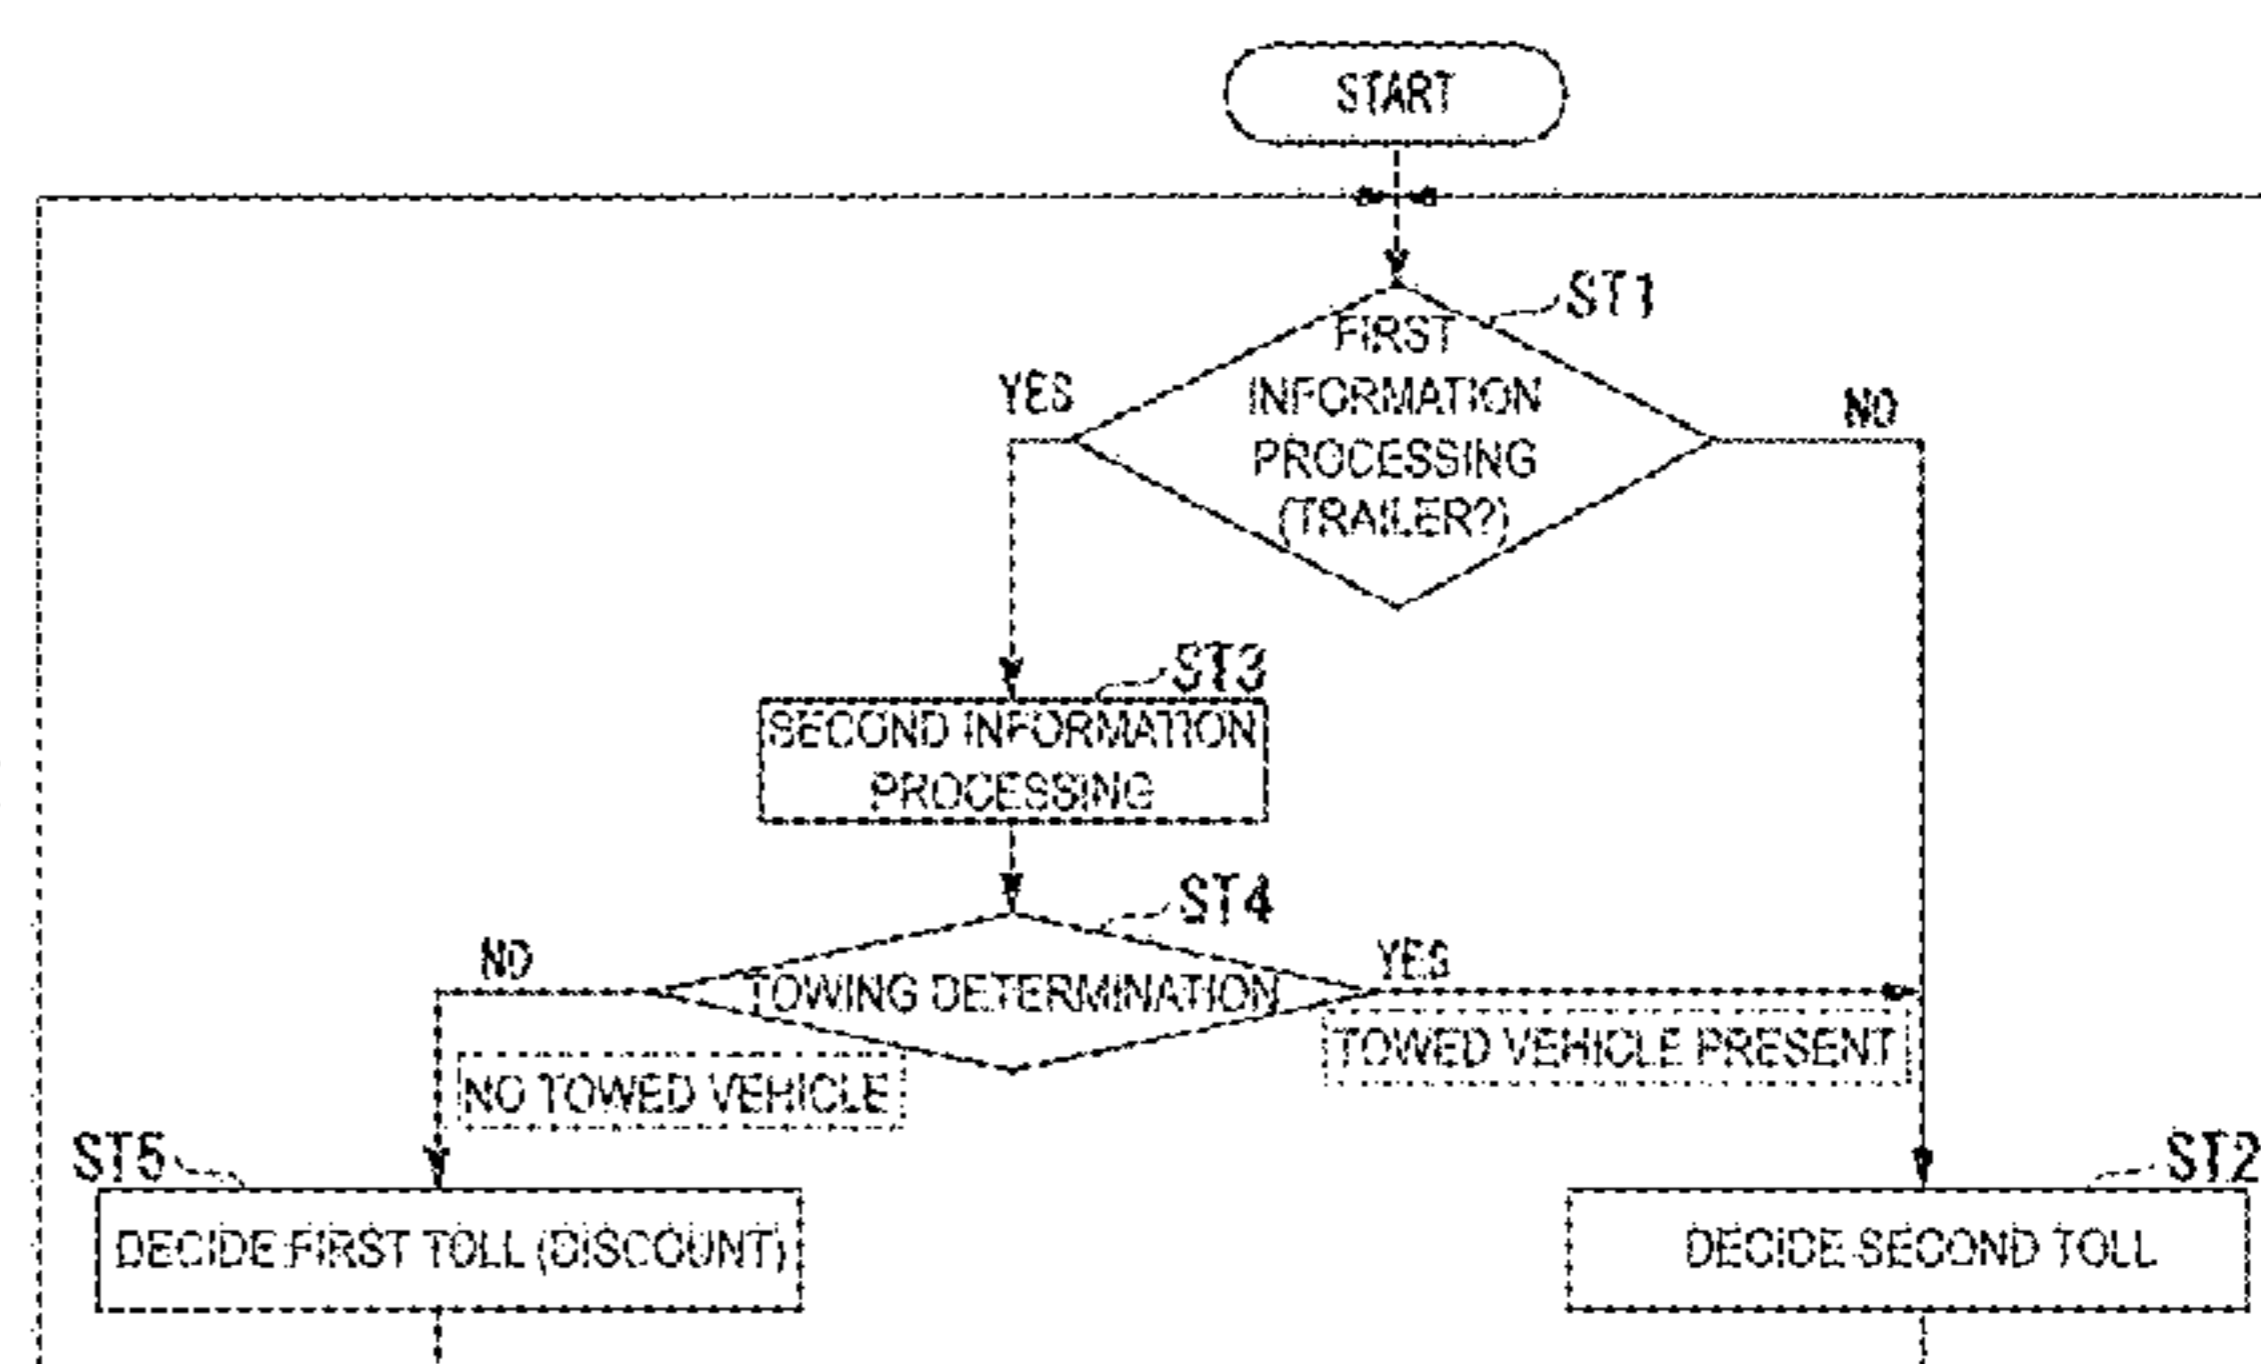 START
ST1
FIRST
INFORMATION
PROCESSING
(TRAILER?)
YES
NO
ST3
SECOND INFORMATION
PROCESSING
ST4
NO
TOWING DETERMINATION
YES
TOWED VEHICLE PRESENT
NO TOWED VEHICLE
ST5
ST2
DECIDE FIRST TOLL (DISCOUNT)
DECIDE SECOND TOLL